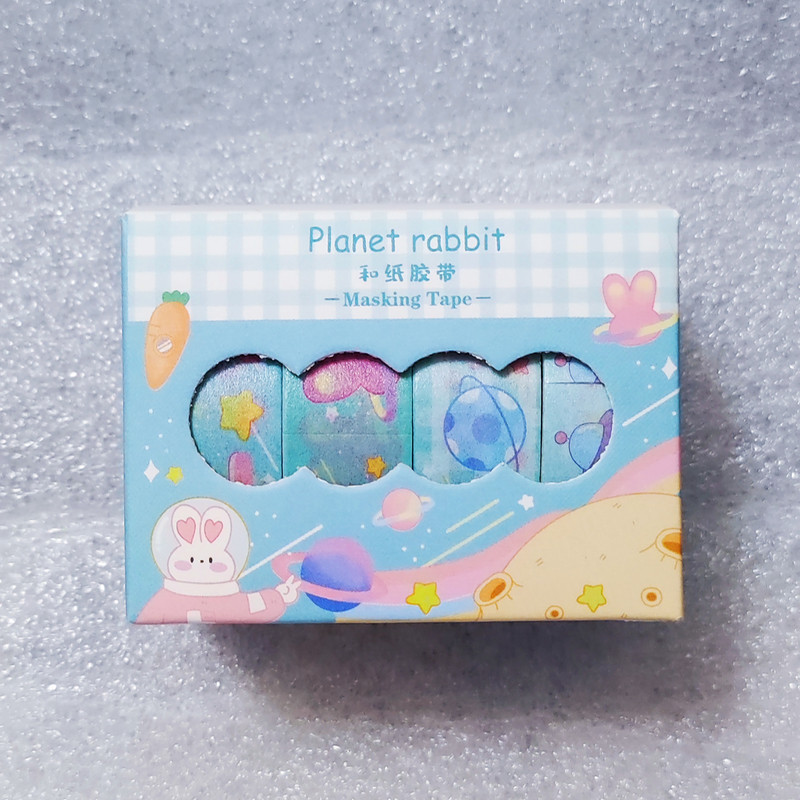 Planet rabbit
和纸胶带
—Masking Tape—